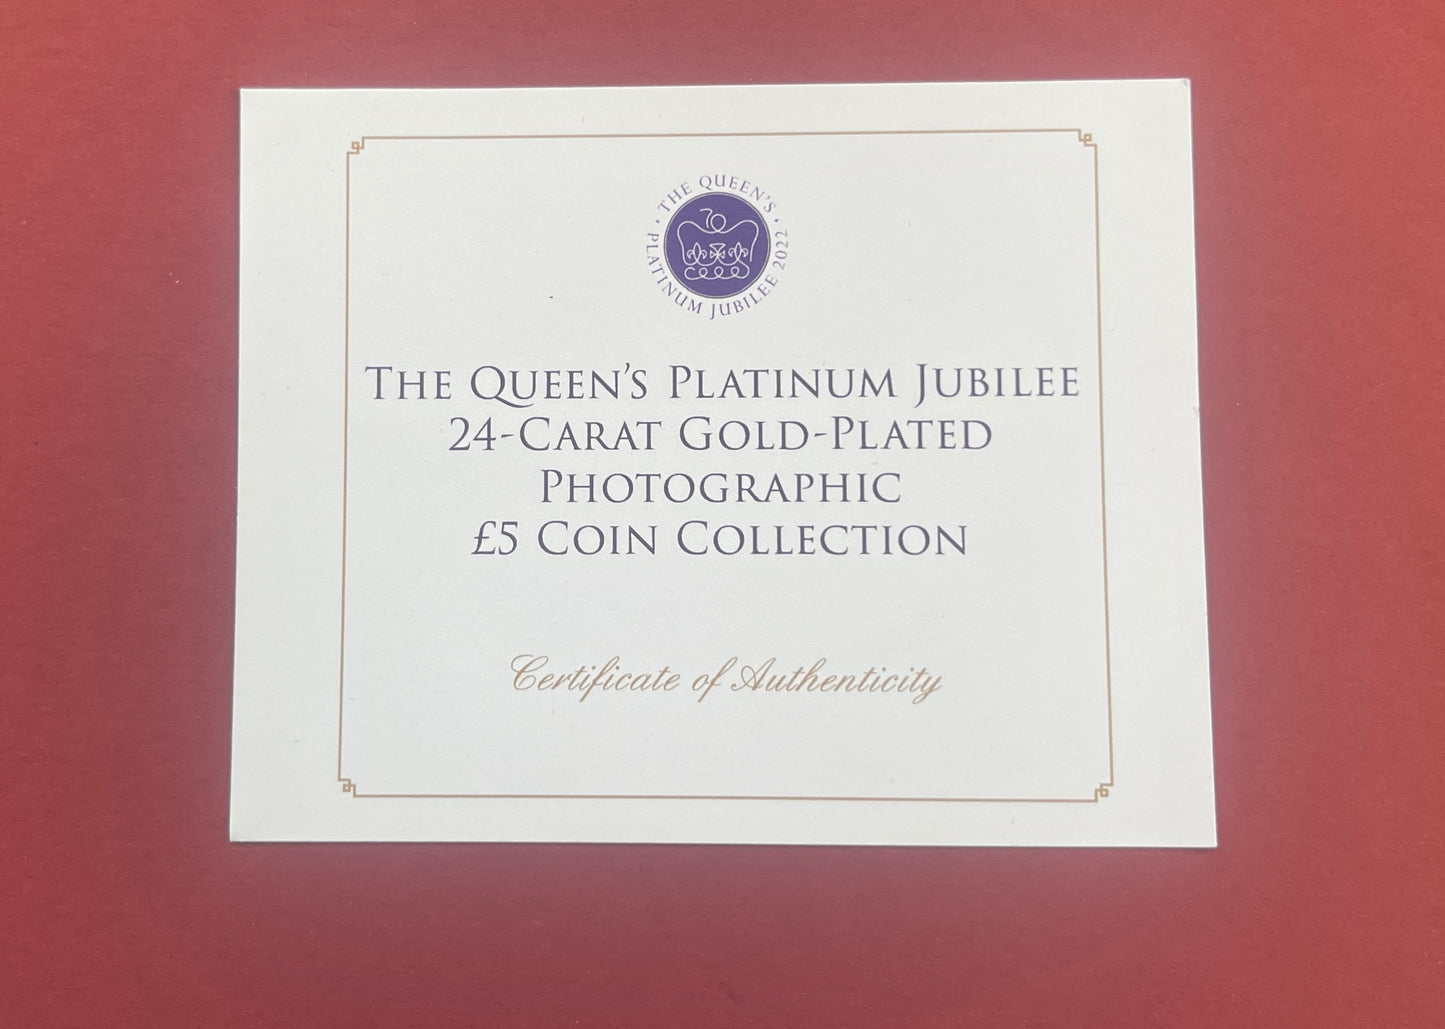 THE QUEEN'S
PLATINUM JUBILEE 2022
70
THE QUEEN'S PLATINUM JUBILEE
24-CARAT GOLD-PLATED
PHOTOGRAPHIC
£5 COIN COLLECTION
Certificate of Authenticity